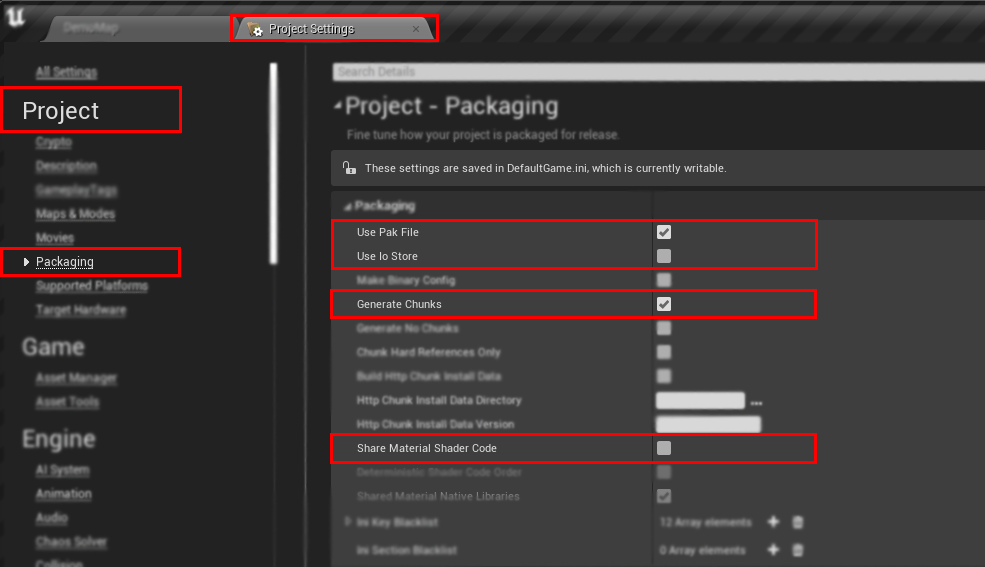 DemoMap
Project Settings
All Settings
Project
Crypto
Description
GameplayTags
Maps & Modes
Movies
Packaging
Supported Platforms
Target Hardware
Game
Asset Manager
Asset Tools
Engine
AI System
Animation
Audio
Chaos Solver
Collision
Search Details
Project - Packaging
Fine tune how your project is packaged for release.
These settings are saved in DefaultGame.ini, which is currently writable.
Packaging
Use Pak File
Use Io Store
Make Binary Config
Generate Chunks
Generate No Chunks
Chunk Hard References Only
Build Http Chunk Install Data
Http Chunk Install Data Directory
...
Http Chunk Install Data Version
Share Material Shader Code
Deterministic Shader Code Order
Shared Material Native Libraries
Ini Key Blacklist 12 Array elements
Ini Section Blacklist 0 Array elements